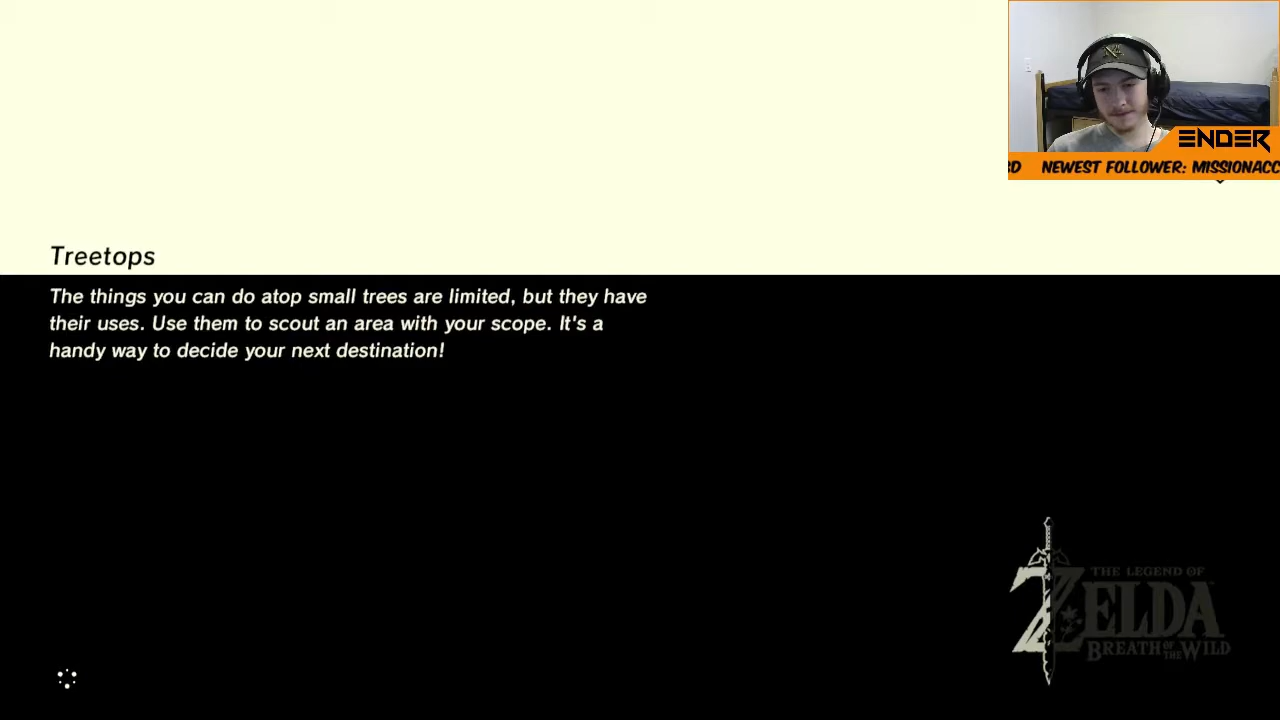 ENDER
3D NEWEST FOLLOWER: MISSIONACC
Treetops
The things you can do atop small trees are limited, but they have
their uses. Use them to scout an area with your scope. It's a
handy way to decide your next destination!
THE LEGEND OF
ZELDA
BREATH OF THE WILD